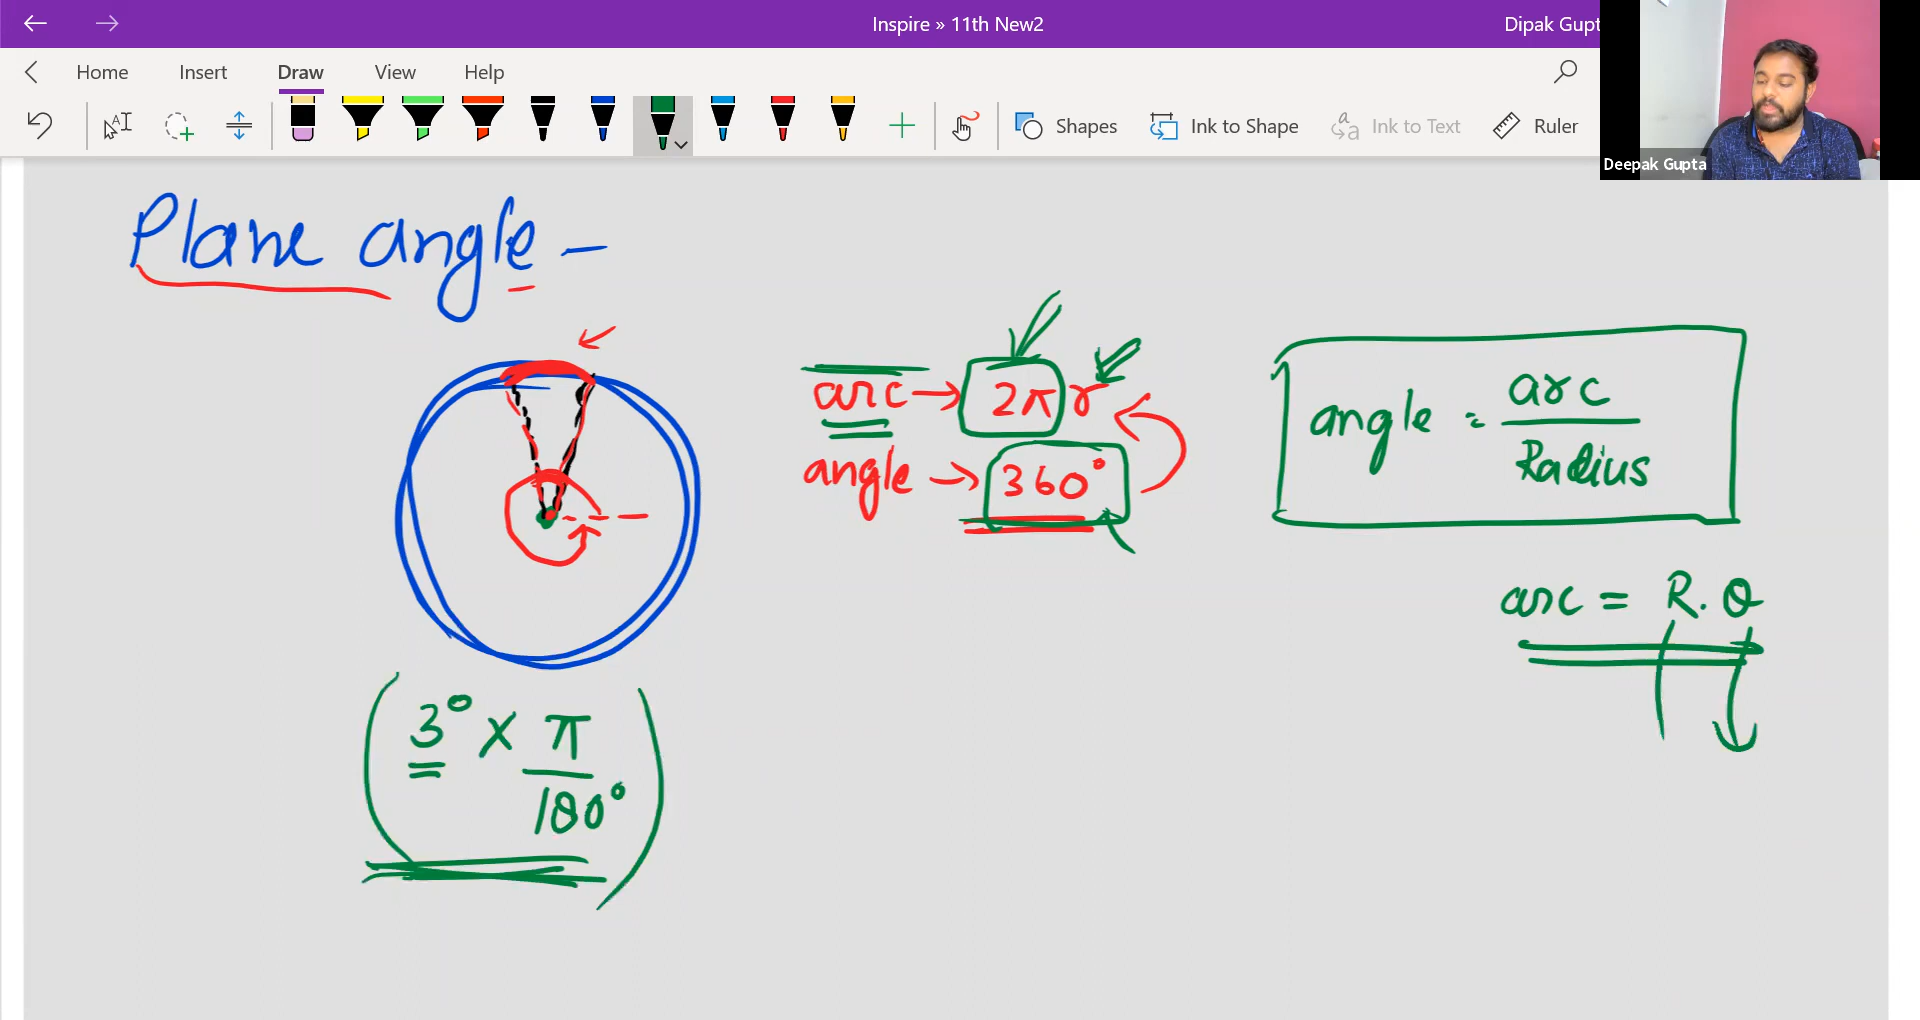 Inspire » 11th New2
Dipak Gupt
Home Insert Draw View Help
Shapes Ink to Shape Ink to Text Ruler
Deepak Gupta
Plane angle –
arc → 2π r
angle → 360°
angle = arc / Radius
arc = R. θ
( 3° × π / 180° )